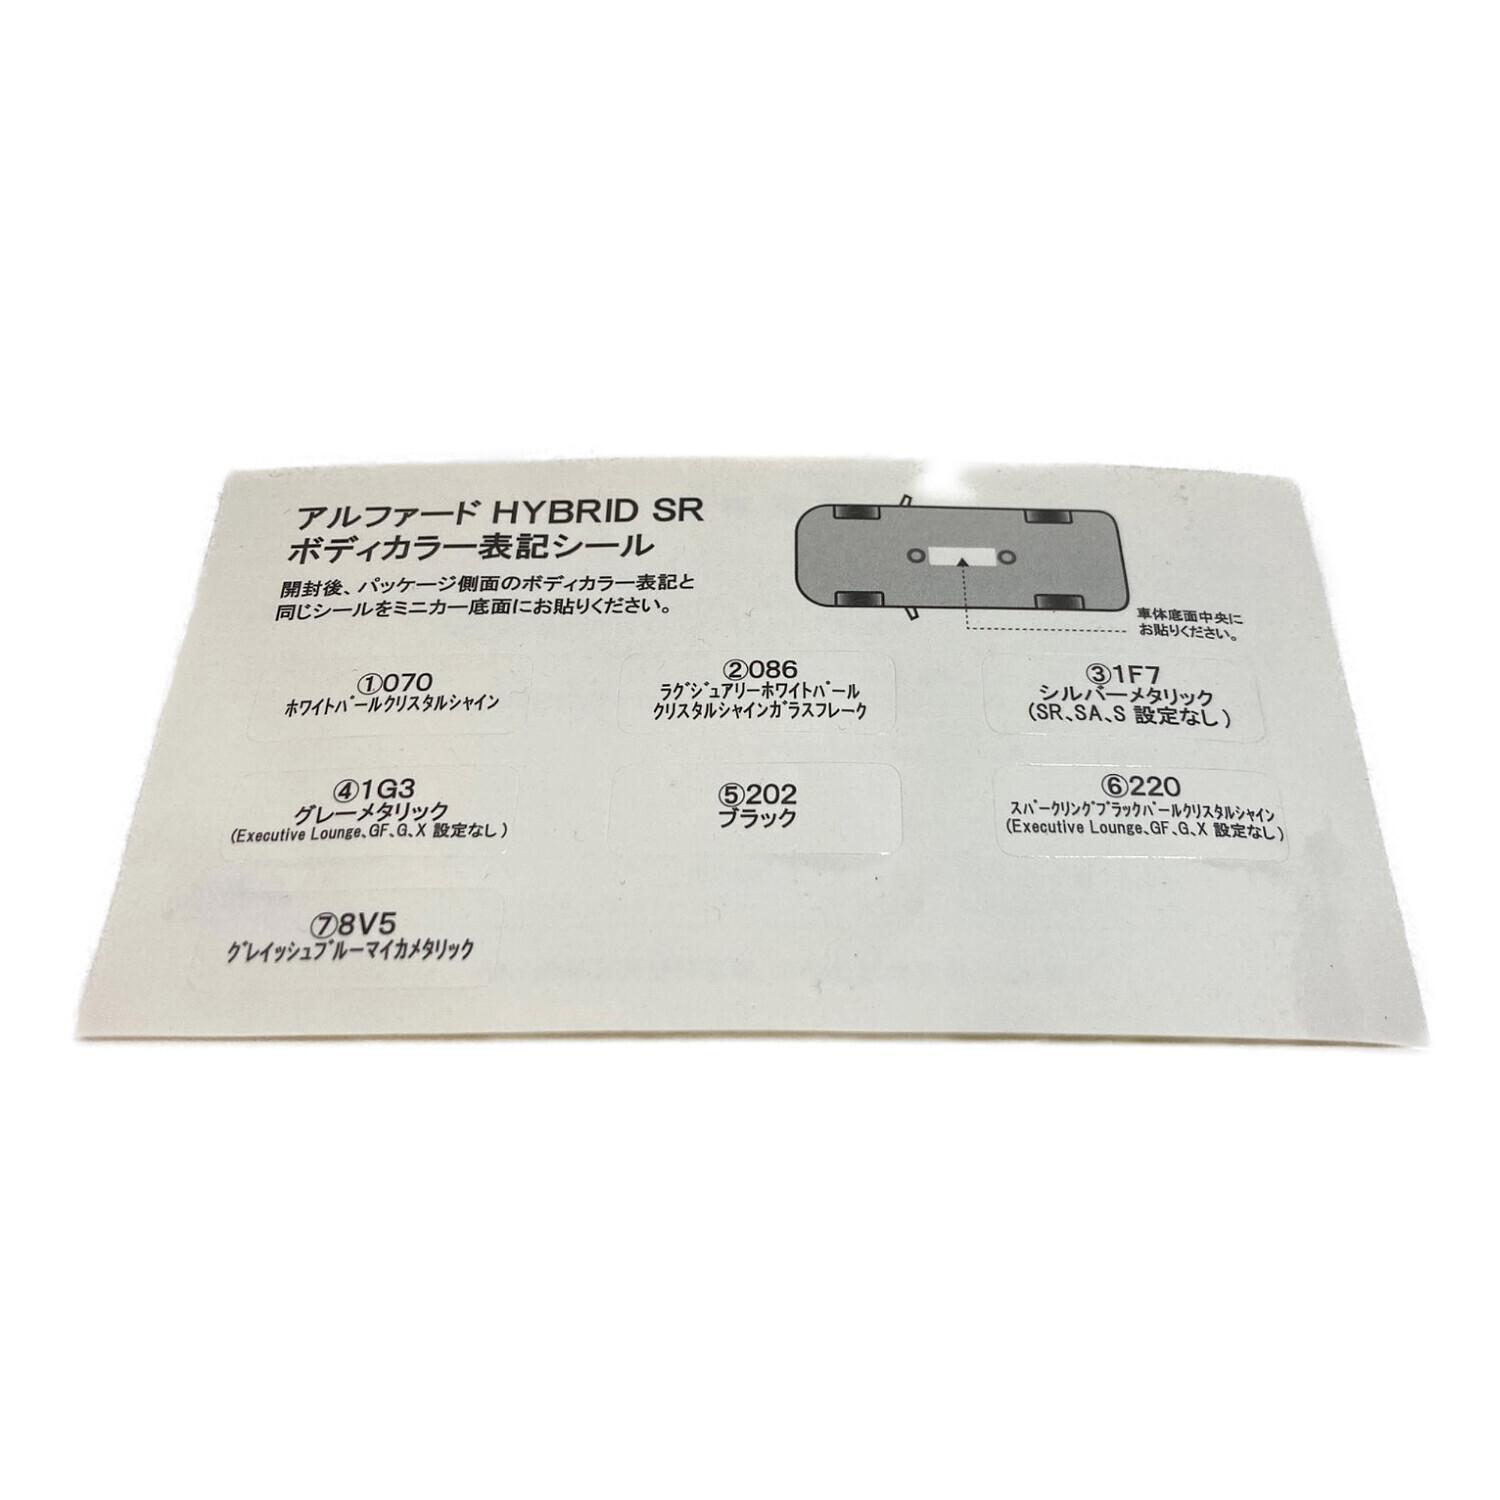 アルファード HYBRID SR
ボディカラー表記シール
開封後、パッケージ側面のボディカラー表記と
同じシールをミニカー底面にお貼りください。
車体底面中央に
お貼りください。
①070
ホワイトパールクリスタルシャイン
②086
ラグジュアリーホワイトパール
クリスタルシャインガラスフレーク
③1F7
シルバーメタリック
(SR、SA、S 設定なし)
④1G3
グレーメタリック
(Executive Lounge、GF、G、X 設定なし)
⑤202
ブラック
⑥220
スパークリングブラックパールクリスタルシャイン
(Executive Lounge、GF、G、X 設定なし)
⑦8V5
グレイッシュブルーマイカメタリック